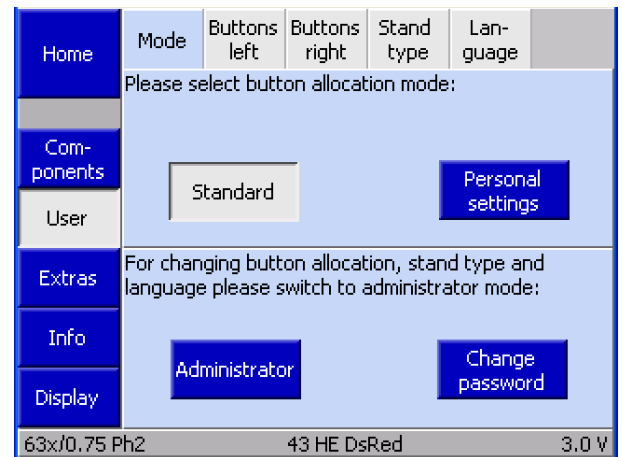 Home
Mode
Buttons
left
Buttons
right
Stand
type
Lan-
guage
Please select button allocation mode:
Com-
ponents
User
Extras
Info
Display
Standard
Personal
settings
For changing button allocation, stand type and
language please switch to administrator mode:
Administrator
Change
password
63x/0.75 Ph2
43 HE DsRed
3.0 V